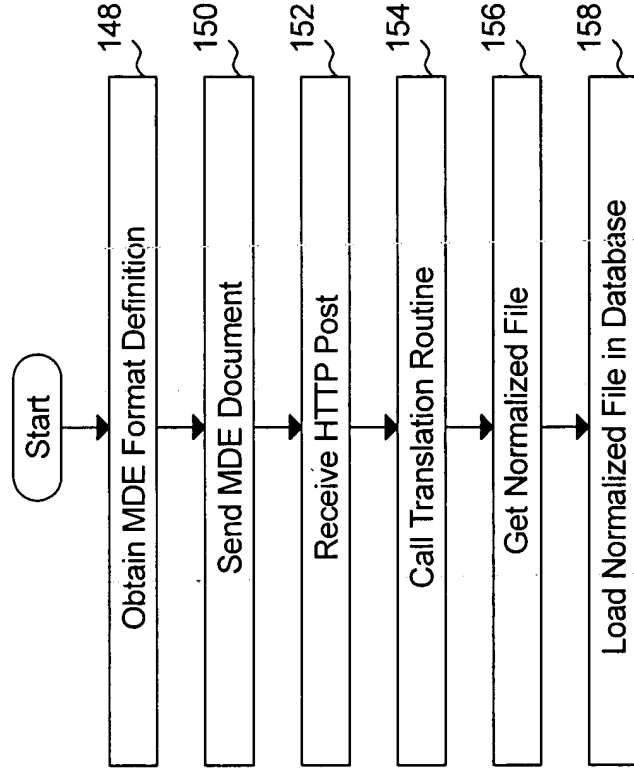 Start
Obtain MDE Format Definition
148
Send MDE Document
150
Receive HTTP Post
152
Call Translation Routine
154
Get Normalized File
156
Load Normalized File in Database
158